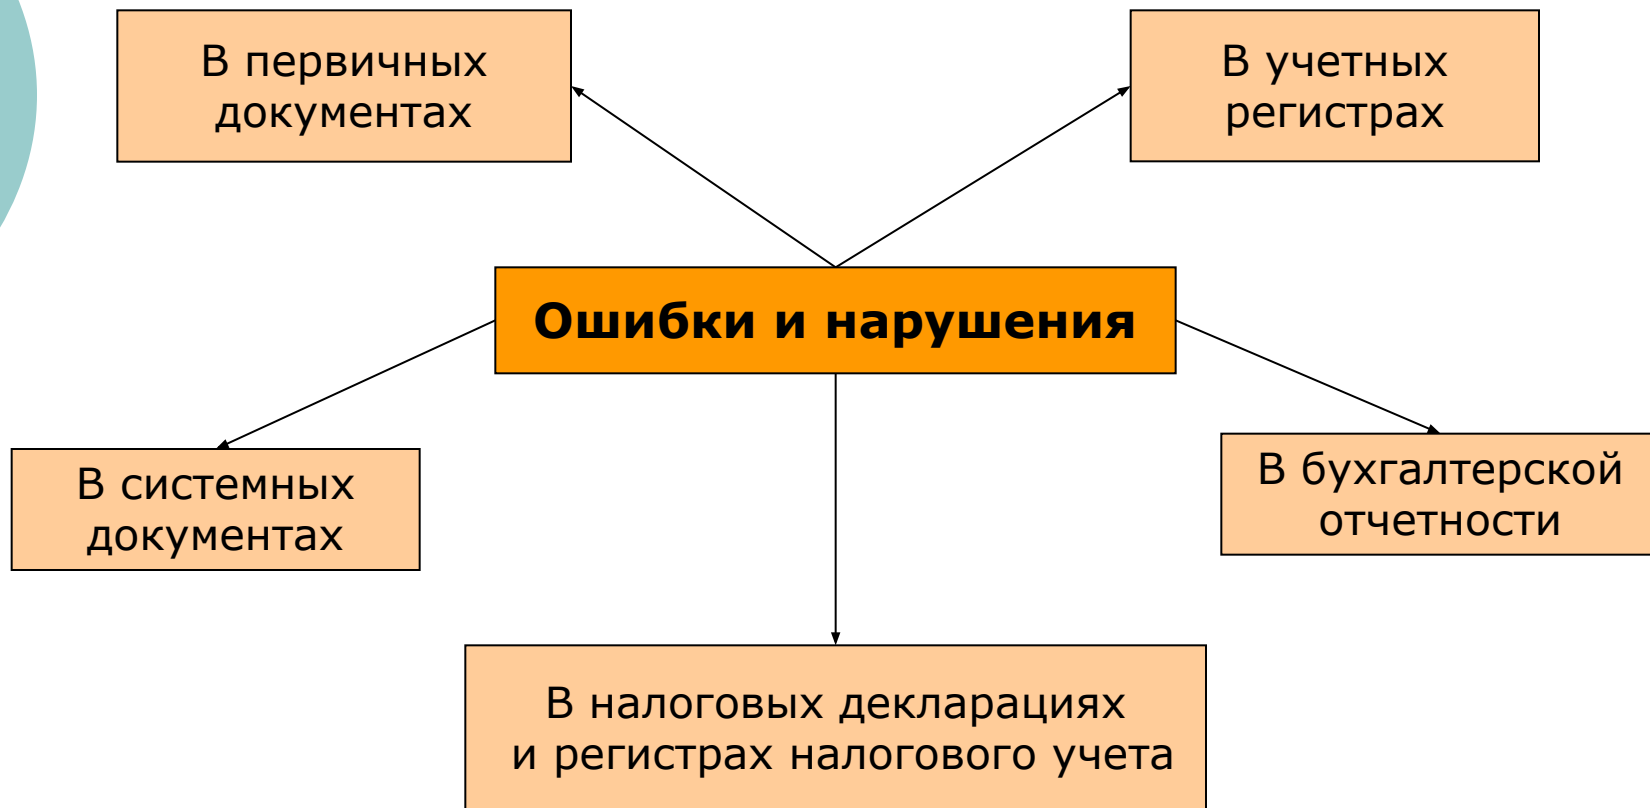 В первичных
документах
В учетных
регистрах
Ошибки и нарушения
В системных
документах
В бухгалтерской
отчетности
В налоговых декларациях
и регистрах налогового учета